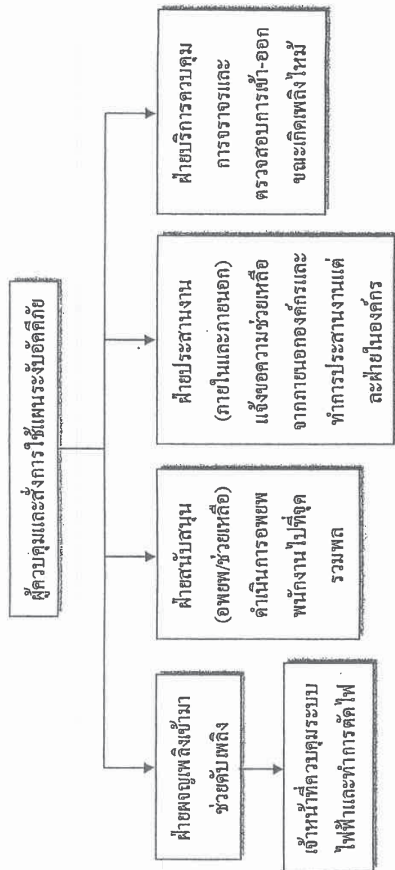 ผู้ควบคุมและสั่งการใช้แผนระงับอัคคีภัย
ฝ่ายผจญเพลิงเข้ามา
ช่วยดับเพลิง
เจ้าหน้าที่ควบคุมระบบ
ไฟฟ้าและทำการตัดไฟ
ฝ่ายสนับสนุน
(อพยพ/ช่วยเหลือ)
ดำเนินการอพยพ
พนักงานไปที่จุด
รวมพล
ฝ่ายประสานงาน
(ภายในและภายนอก)
แจ้งขอความช่วยเหลือ
จากภายนอกองค์กรและ
ทำการประสานงานแต่
ละฝ่ายในองค์กร
ฝ่ายบริการควบคุม
การจราจรและ
ตรวจสอบการเข้า-ออก
ขณะเกิดเพลิงไหม้